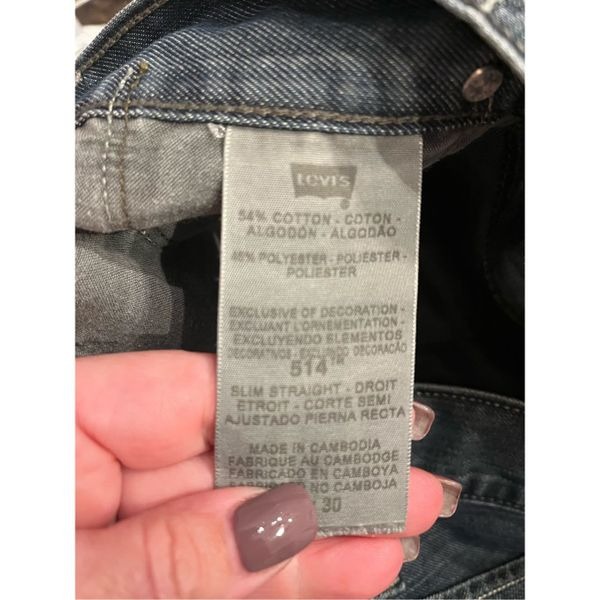 LEVI'S
54% COTTON - COTON -
ALGODÓN - ALGODÃO
46% POLYESTER - POLIESTER -
POLIÉSTER
EXCLUSIVE OF DECORATION -
EXCLUANT L'ORNEMENTATION -
EXCLUYENDO ELEMENTOS
DECORATIVOS - EXCLUINDO DECORAÇÃO
514™
SLIM STRAIGHT - DROIT
ETROIT - CORTE SEMI
AJUSTADO PIERNA RECTA
MADE IN CAMBODIA
FABRIQUE AU CAMBODGE
FABRICADO EN CAMBOYA
NO CAMBOJA
30